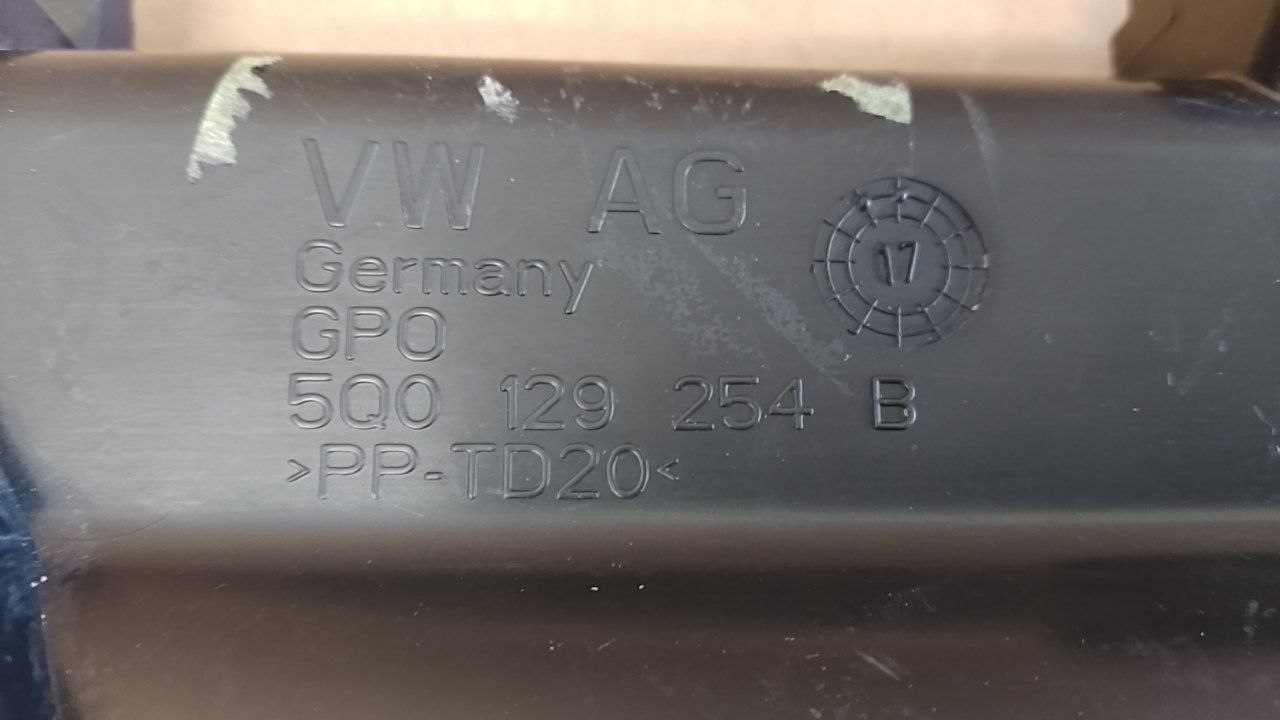 VW AG
17
Germany
GPO
5Q0 129 254 B
>PP-TD20<